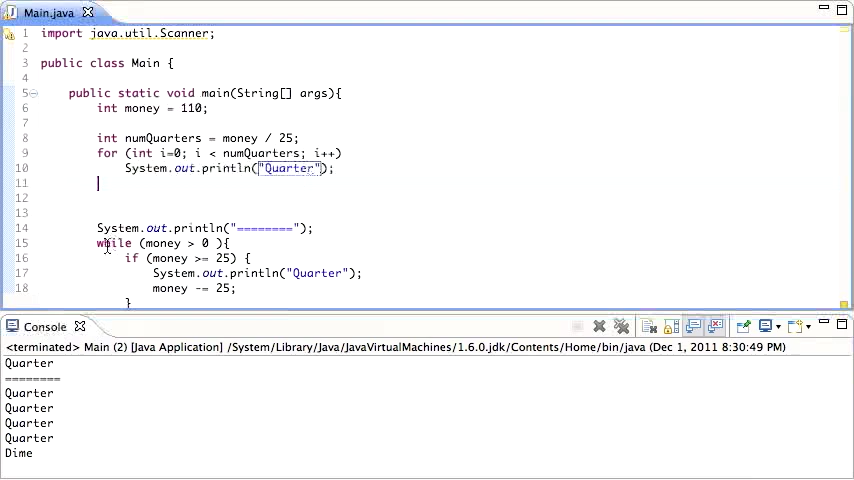 Main.java
1 import java.util.Scanner;
2
3 public class Main {
4
5 public static void main(String[] args){
6 int money = 110;
7
8 int numQuarters = money / 25;
9 for (int i=0; i < numQuarters; i++)
10 System.out.println("Quarter");
11
12
13
14 System.out.println("========");
15 while (money > 0 ){
16 if (money >= 25) {
17 System.out.println("Quarter");
18 money -= 25;
}
Console
<terminated> Main (2) [Java Application] /System/Library/Java/JavaVirtualMachines/1.6.0.jdk/Contents/Home/bin/java (Dec 1, 2011 8:30:49 PM)
Quarter
========
Quarter
Quarter
Quarter
Quarter
Dime